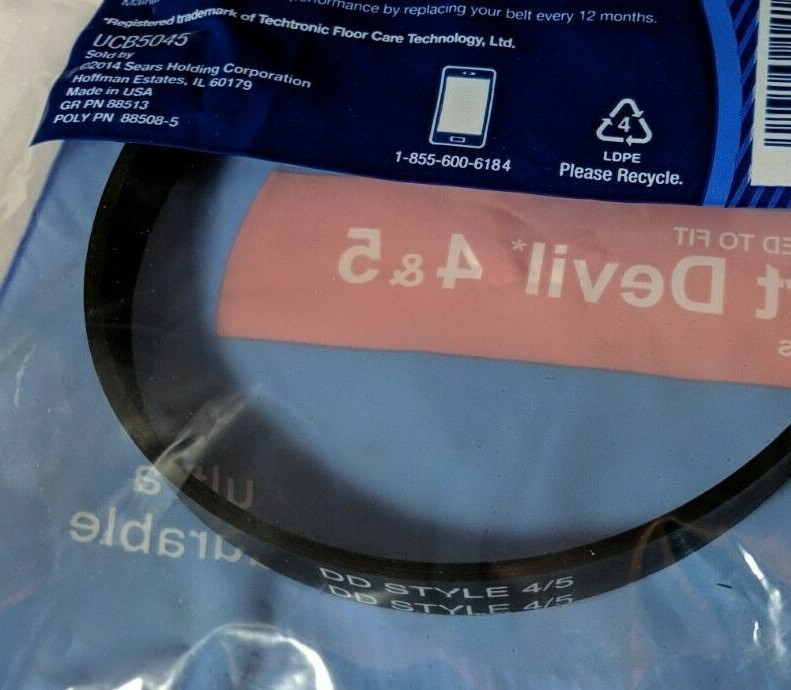 performance by replacing your belt every 12 months.
*Registered trademark of Techtronic Floor Care Technology, Ltd.
UCB5045
Sold by
©2014 Sears Holding Corporation
Hoffman Estates, IL 60179
Made in USA
GR PN 88513
POLY PN 88508-5
1-855-600-6184
4
LDPE
Please Recycle.
ED TO FIT
t Devil* 4 & 5
s
ultra
durable
DD STYLE 4/5
DD STYLE 4/5